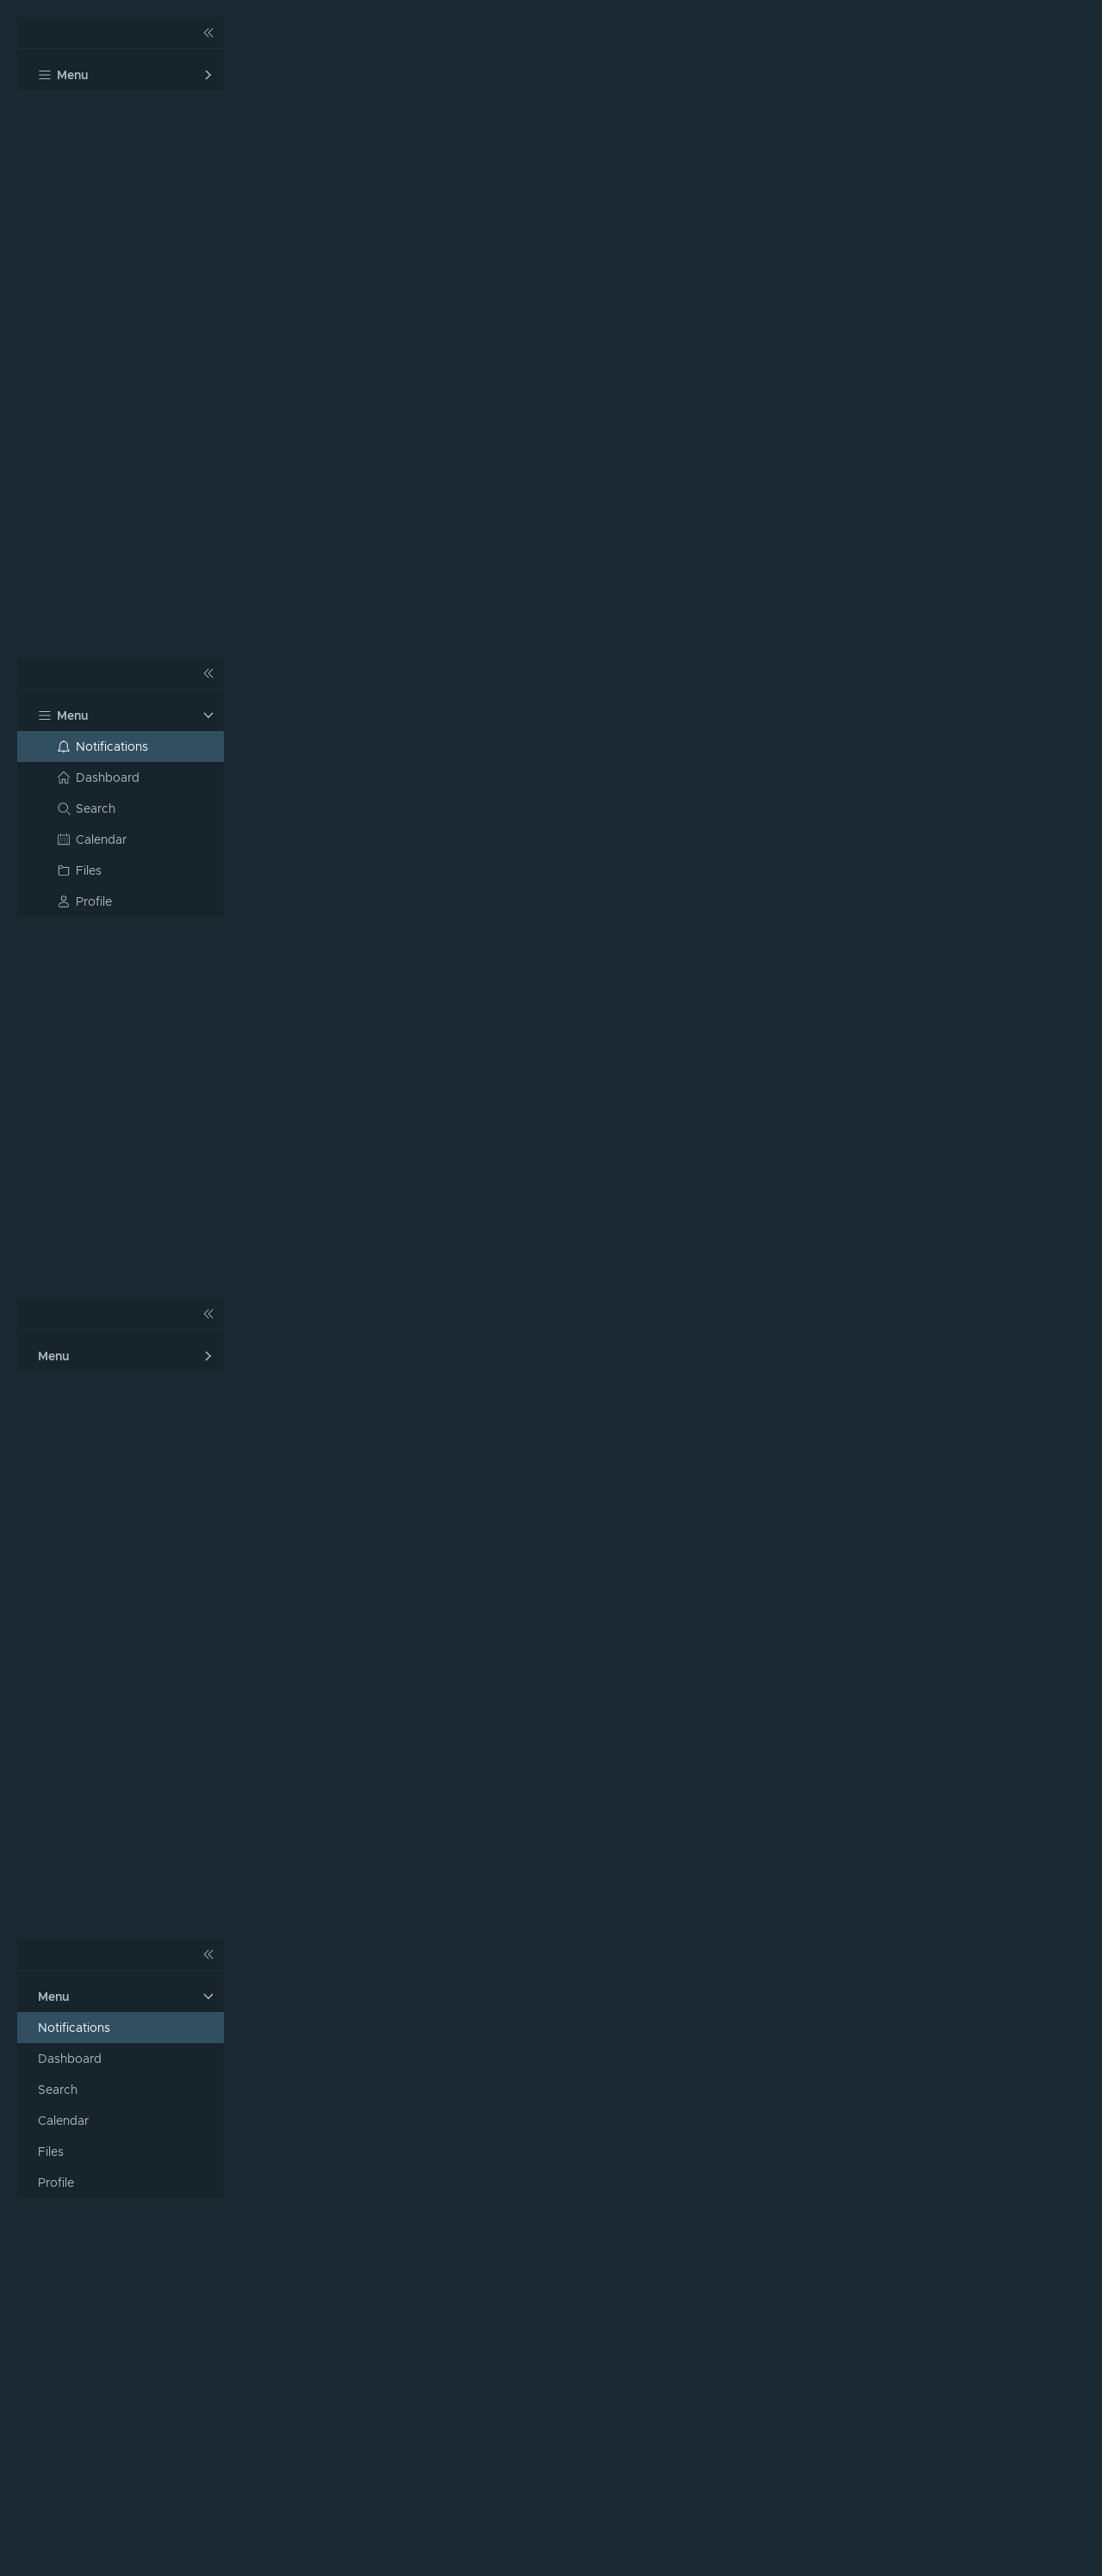 Menu
Menu
Notifications
Dashboard
Search
Calendar
Files
Profile
Menu
Menu
Notifications
Dashboard
Search
Calendar
Files
Profile